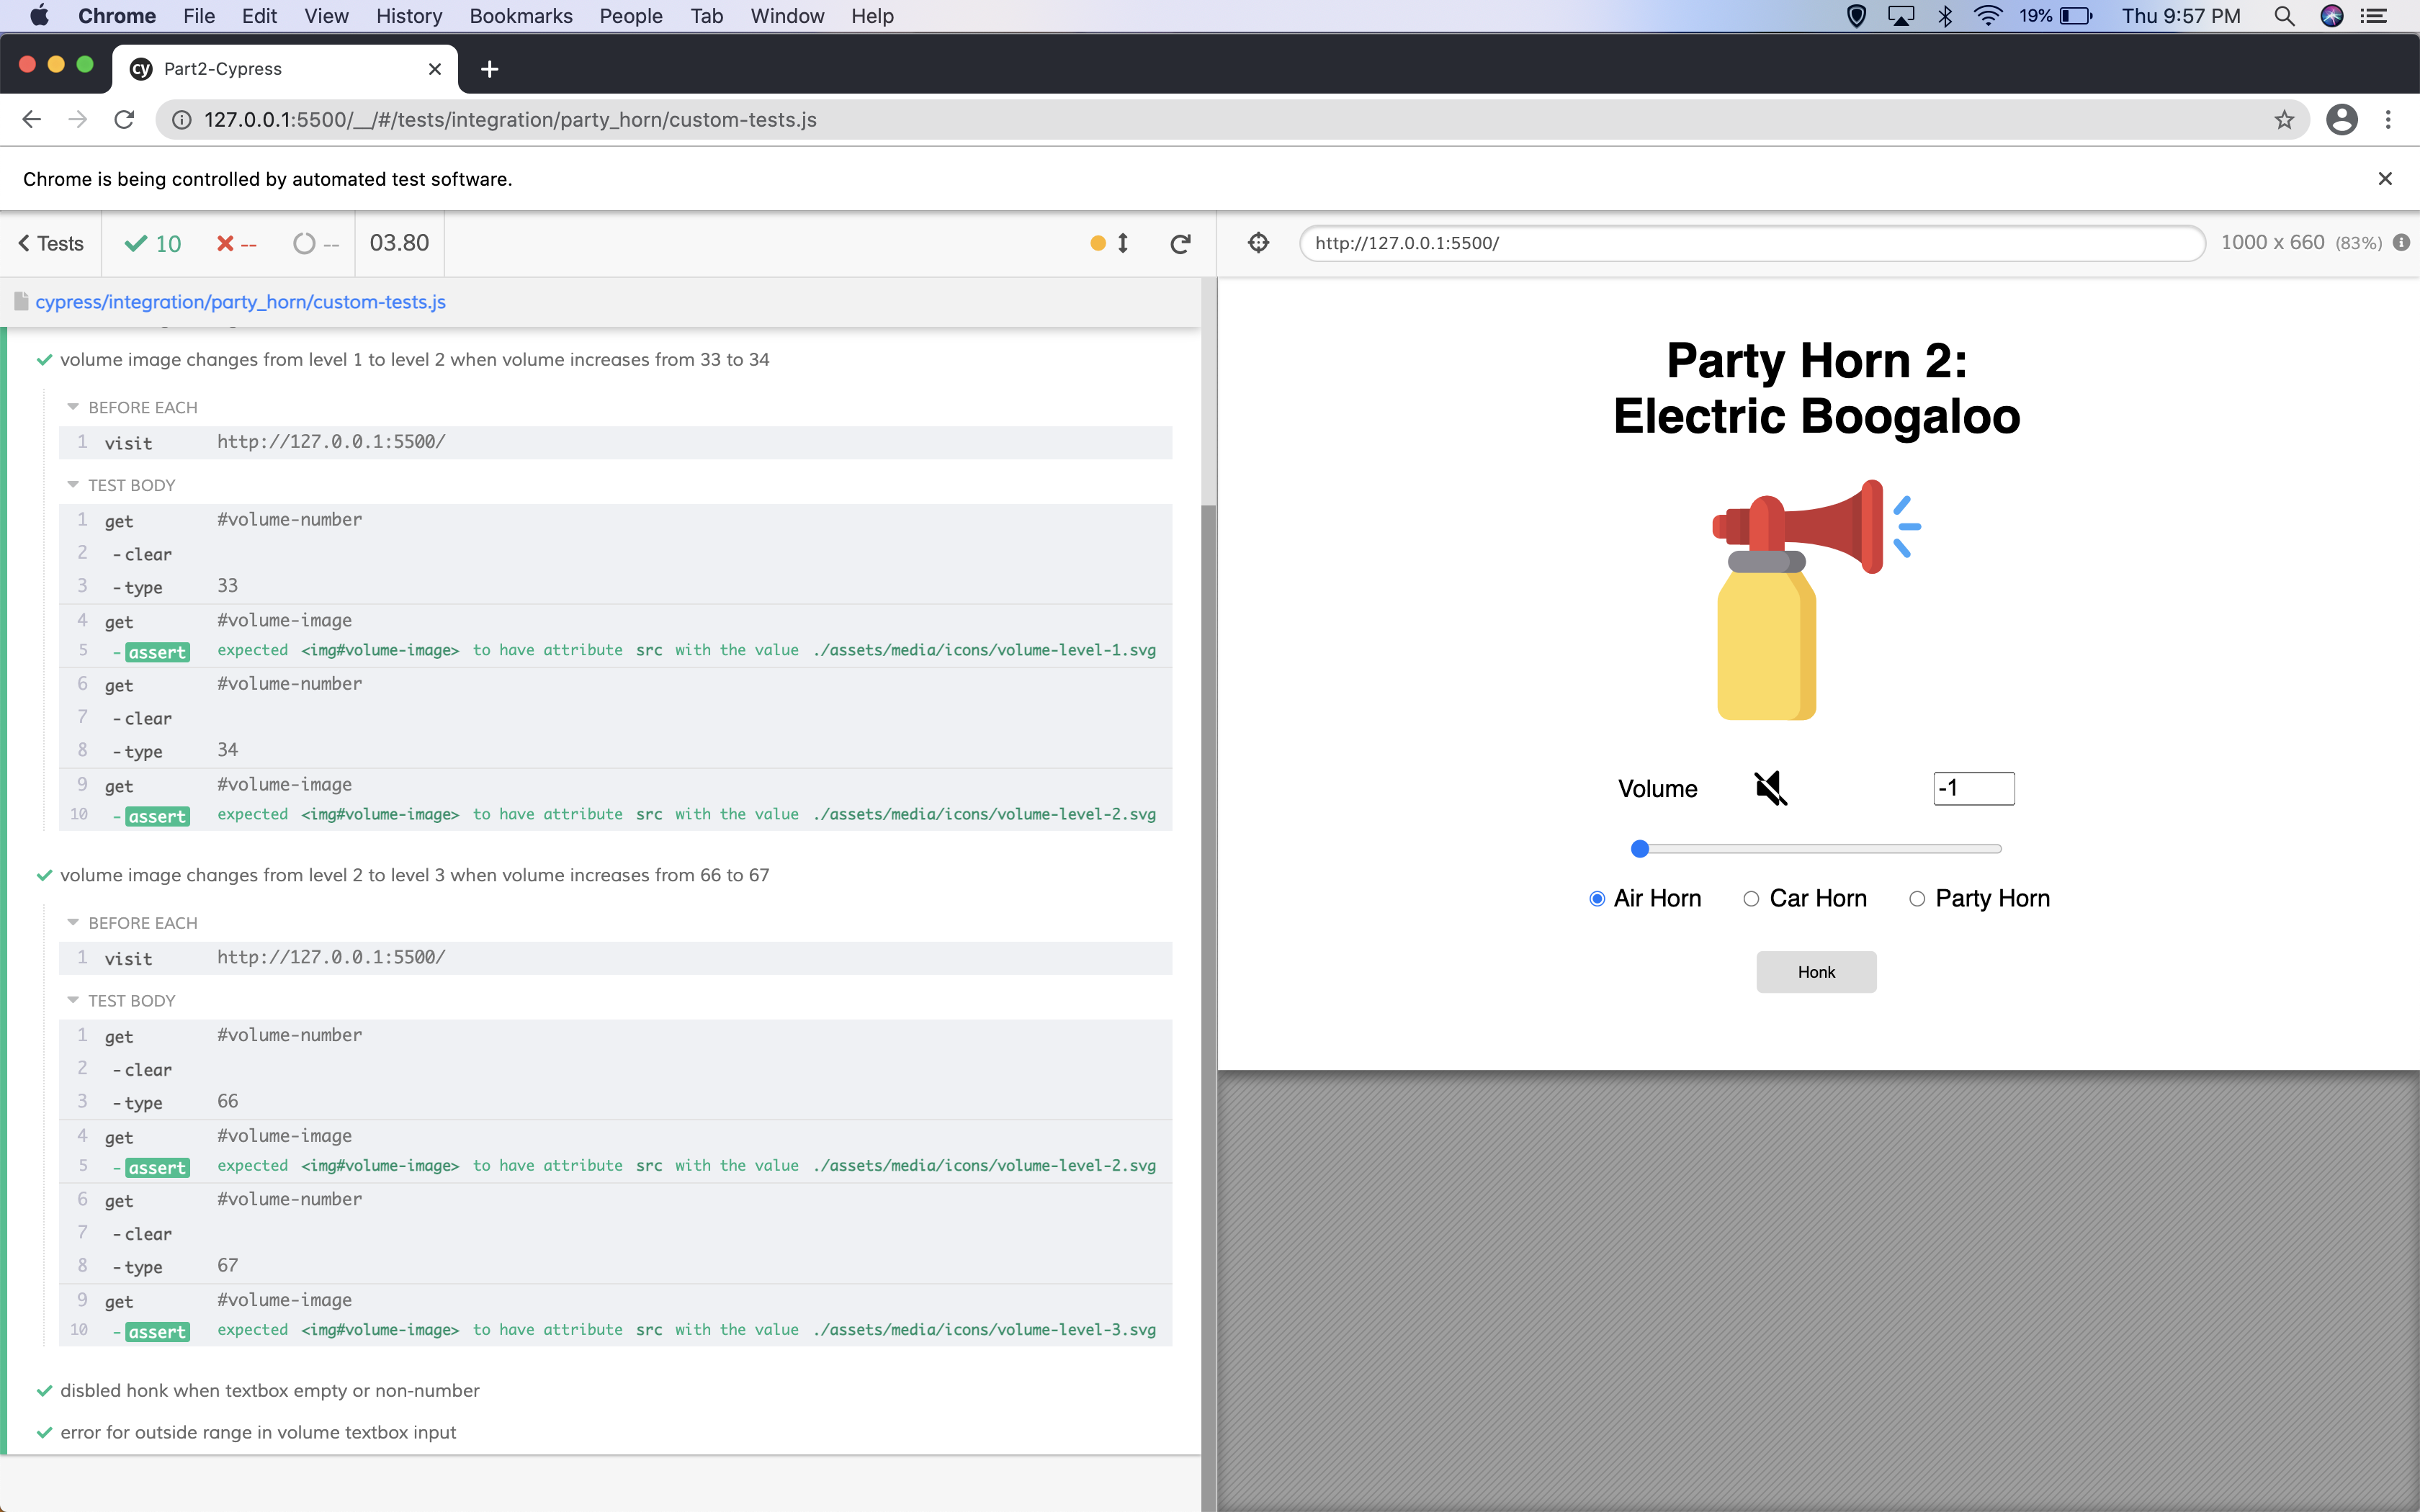 Chrome File Edit View History Bookmarks People Tab Window Help 19% Thu 9:57 PM
cy Part2-Cypress
127.0.0.1:5500/__/#/tests/integration/party_horn/custom-tests.js
Chrome is being controlled by automated test software.
Tests 10 -- -- 03.80
http://127.0.0.1:5500/ 1000 x 660 (83%)
cypress/integration/party_horn/custom-tests.js
volume image changes from level 1 to level 2 when volume increases from 33 to 34
BEFORE EACH
1 visit http://127.0.0.1:5500/
TEST BODY
1 get #volume-number
2 -clear
3 -type 33
4 get #volume-image
5 -assert expected <img#volume-image> to have attribute src with the value ./assets/media/icons/volume-level-1.svg
6 get #volume-number
7 -clear
8 -type 34
9 get #volume-image
10 -assert expected <img#volume-image> to have attribute src with the value ./assets/media/icons/volume-level-2.svg
volume image changes from level 2 to level 3 when volume increases from 66 to 67
BEFORE EACH
1 visit http://127.0.0.1:5500/
TEST BODY
1 get #volume-number
2 -clear
3 -type 66
4 get #volume-image
5 -assert expected <img#volume-image> to have attribute src with the value ./assets/media/icons/volume-level-2.svg
6 get #volume-number
7 -clear
8 -type 67
9 get #volume-image
10 -assert expected <img#volume-image> to have attribute src with the value ./assets/media/icons/volume-level-3.svg
disbled honk when textbox empty or non-number
error for outside range in volume textbox input
Party Horn 2:
Electric Boogaloo
Volume -1
Air Horn Car Horn Party Horn
Honk